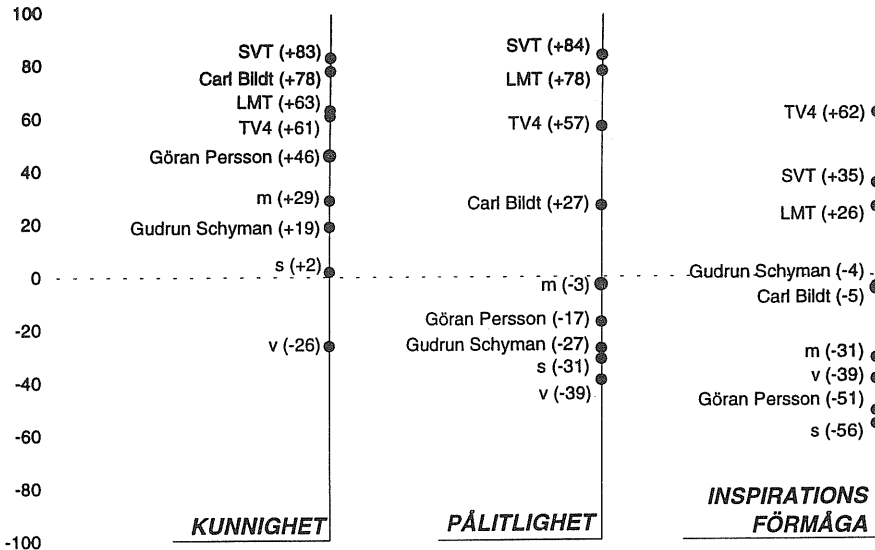 100
80
60
40
20
0
-20
-40
-60
-80
-100
SVT (+83)
Carl Bildt (+78)
LMT (+63)
TV4 (+61)
Göran Persson (+46)
m (+29)
Gudrun Schyman (+19)
s (+2)
v (-26)
KUNNIGHET
SVT (+84)
LMT (+78)
TV4 (+57)
Carl Bildt (+27)
m (-3)
Göran Persson (-17)
Gudrun Schyman (-27)
s (-31)
v (-39)
PÅLITLIGHET
TV4 (+62)
SVT (+35)
LMT (+26)
Gudrun Schyman (-4)
Carl Bildt (-5)
m (-31)
v (-39)
Göran Persson (-51)
s (-56)
INSPIRATIONS
FÖRMÅGA